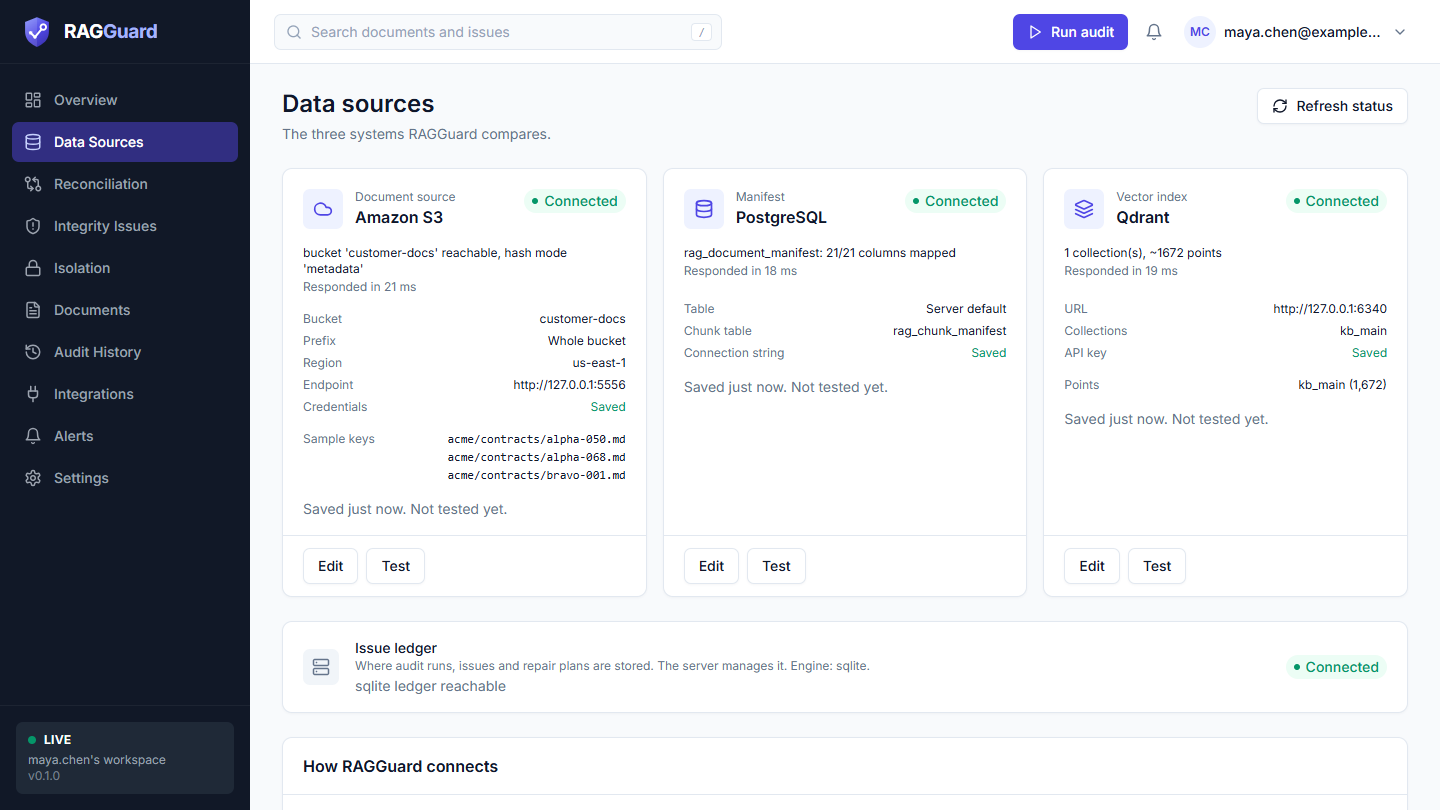 RAGGuard
Search documents and issues
/
Run audit
MC
maya.chen@example...
Overview
Data Sources
Reconciliation
Integrity Issues
Isolation
Documents
Audit History
Integrations
Alerts
Settings
LIVE
maya.chen's workspace
v0.1.0
Data sources
The three systems RAGGuard compares.
Refresh status
Document source
Amazon S3
Connected
bucket 'customer-docs' reachable, hash mode
'metadata'
Responded in 21 ms
Bucket customer-docs
Prefix Whole bucket
Region us-east-1
Endpoint http://127.0.0.1:5556
Credentials Saved
Sample keys acme/contracts/alpha-050.md
acme/contracts/alpha-068.md
acme/contracts/bravo-001.md
Saved just now. Not tested yet.
Edit Test
Manifest
PostgreSQL
Connected
rag_document_manifest: 21/21 columns mapped
Responded in 18 ms
Table Server default
Chunk table rag_chunk_manifest
Connection string Saved
Saved just now. Not tested yet.
Edit Test
Vector index
Qdrant
Connected
1 collection(s), ~1672 points
Responded in 19 ms
URL http://127.0.0.1:6340
Collections kb_main
API key Saved
Points kb_main (1,672)
Saved just now. Not tested yet.
Edit Test
Issue ledger
Where audit runs, issues and repair plans are stored. The server manages it. Engine: sqlite.
sqlite ledger reachable
Connected
How RAGGuard connects